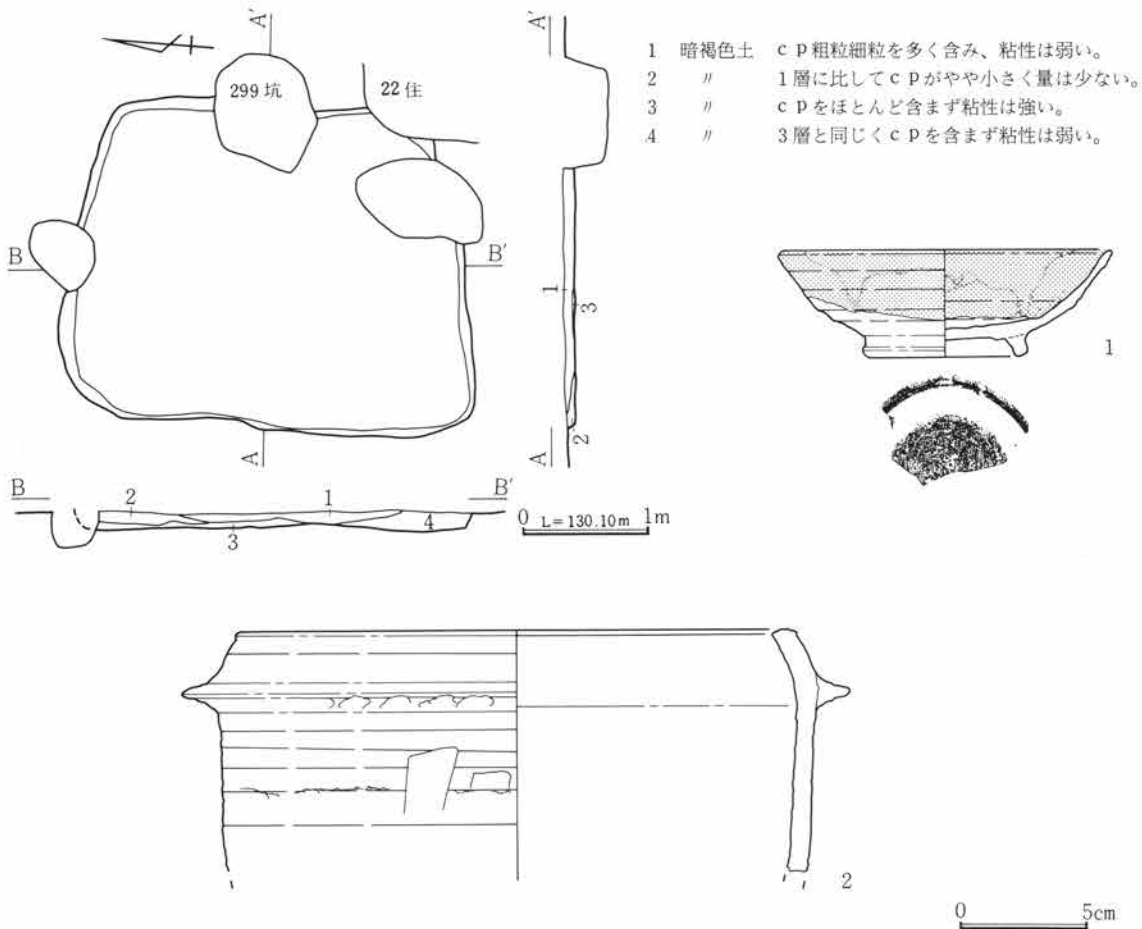 A′
299坑
22住
B
B′
A
A′
1
3
2
A
1 暗褐色土 ｃｐ粗粒細粒を多く含み、粘性は弱い。
2 〃 1層に比してｃｐがやや小さく量は少ない。
3 〃 ｃｐをほとんど含まず粘性は強い。
4 〃 3層と同じくｃｐを含まず粘性は弱い。
B
2
1
4
3
B′
0 L=130.10m 1m
1
2
0 5cm